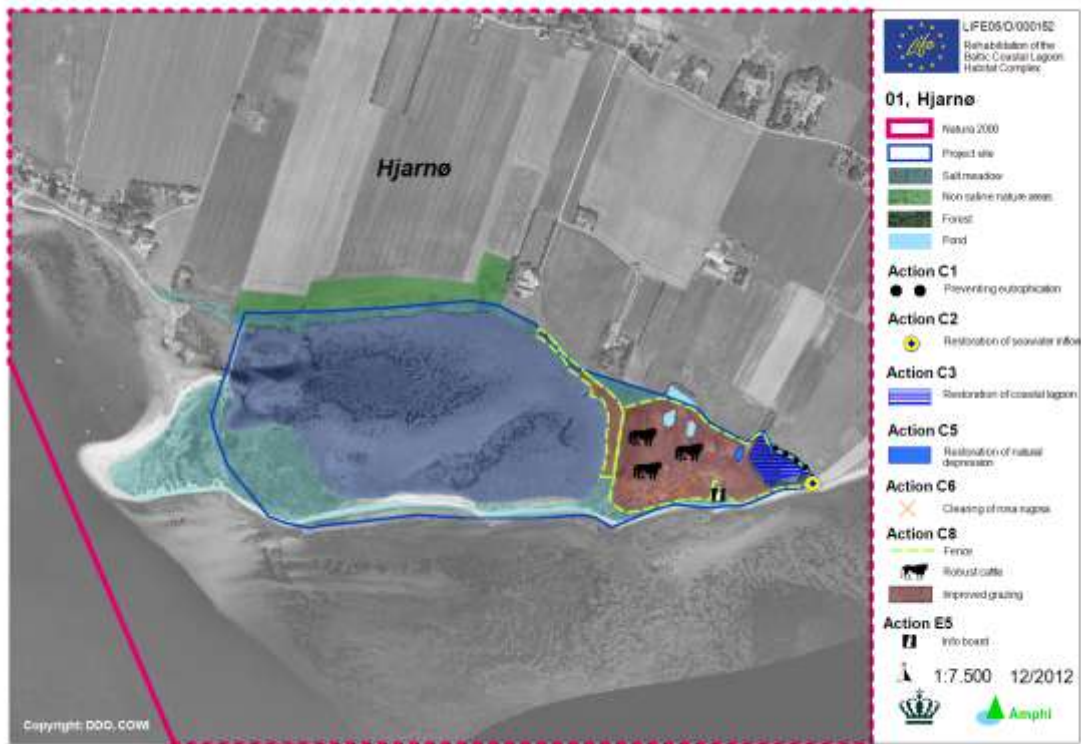 Hjarnø
Copyright: DDO, COWI
Life
LIFE05/D/000152
Rehabilitation of the
Baltic Coastal Lagoon
Habitat Complex
01, Hjarnø
Natura 2000
Project site
Salt meadow
Non saline nature areas
Forest
Pond
Action C1
Preventing eutrophication
Action C2
Restoration of seawater inflow
Action C3
Restoration of coastal lagoon
Action C5
Restoration of natural
depression
Action C6
Clearing of rosa rugosa
Action C8
Fence
Robust cattle
Improved grazing
Action E5
Info board
1:7.500 12/2012
Amphi